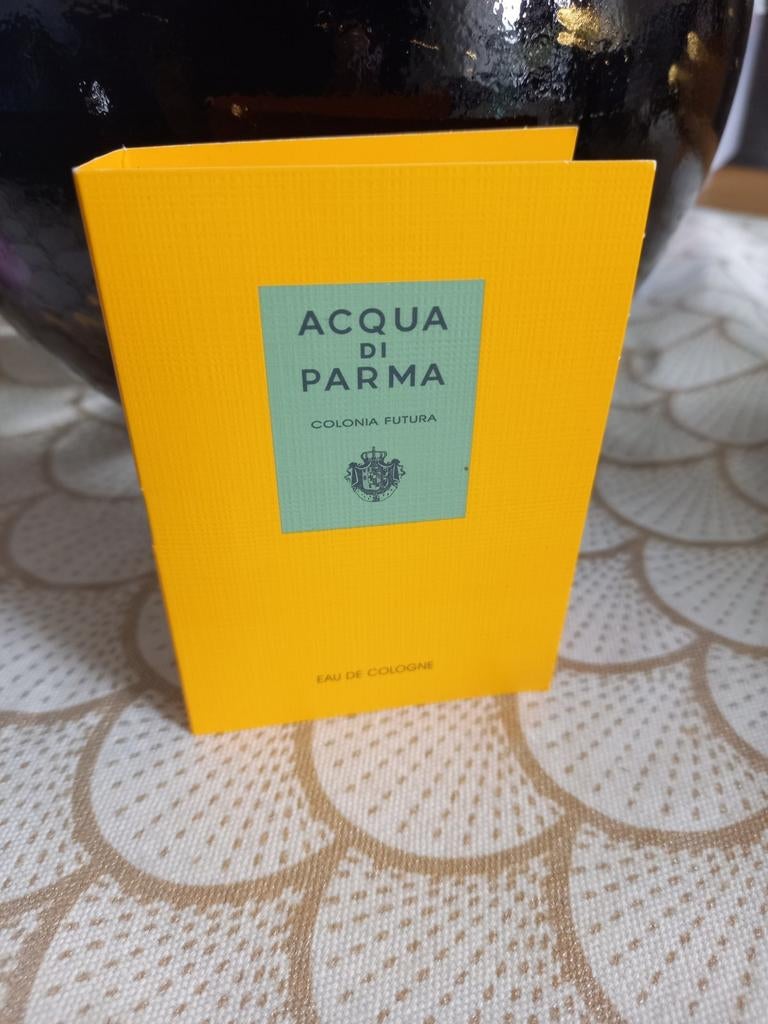 ACQUA
DI
PARMA
COLONIA FUTURA
EAU DE COLOGNE